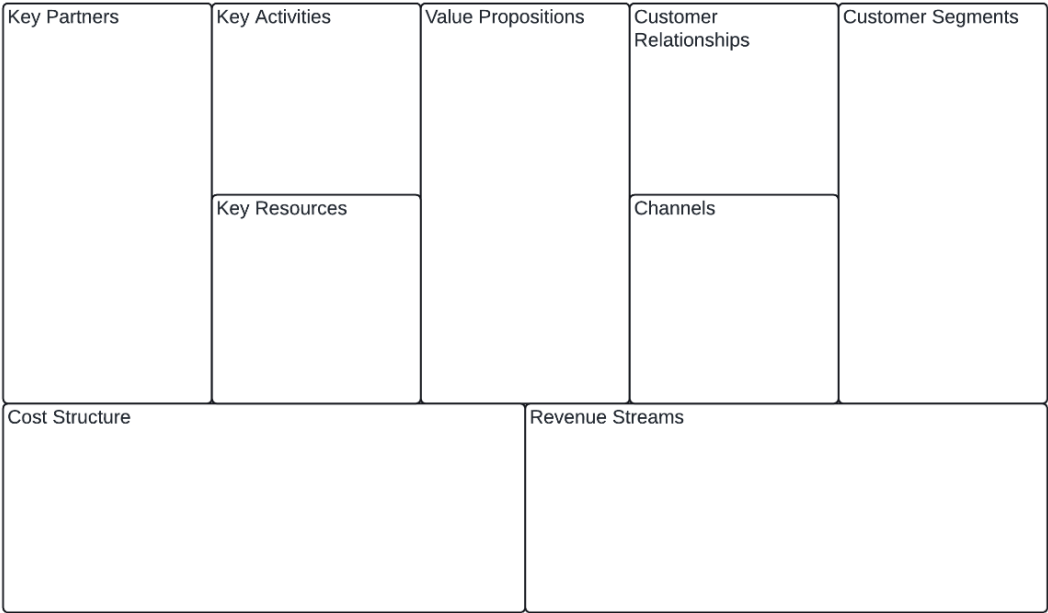 Key Partners
Key Activities
Value Propositions
Customer
Relationships
Customer Segments
Key Resources
Channels
Cost Structure
Revenue Streams